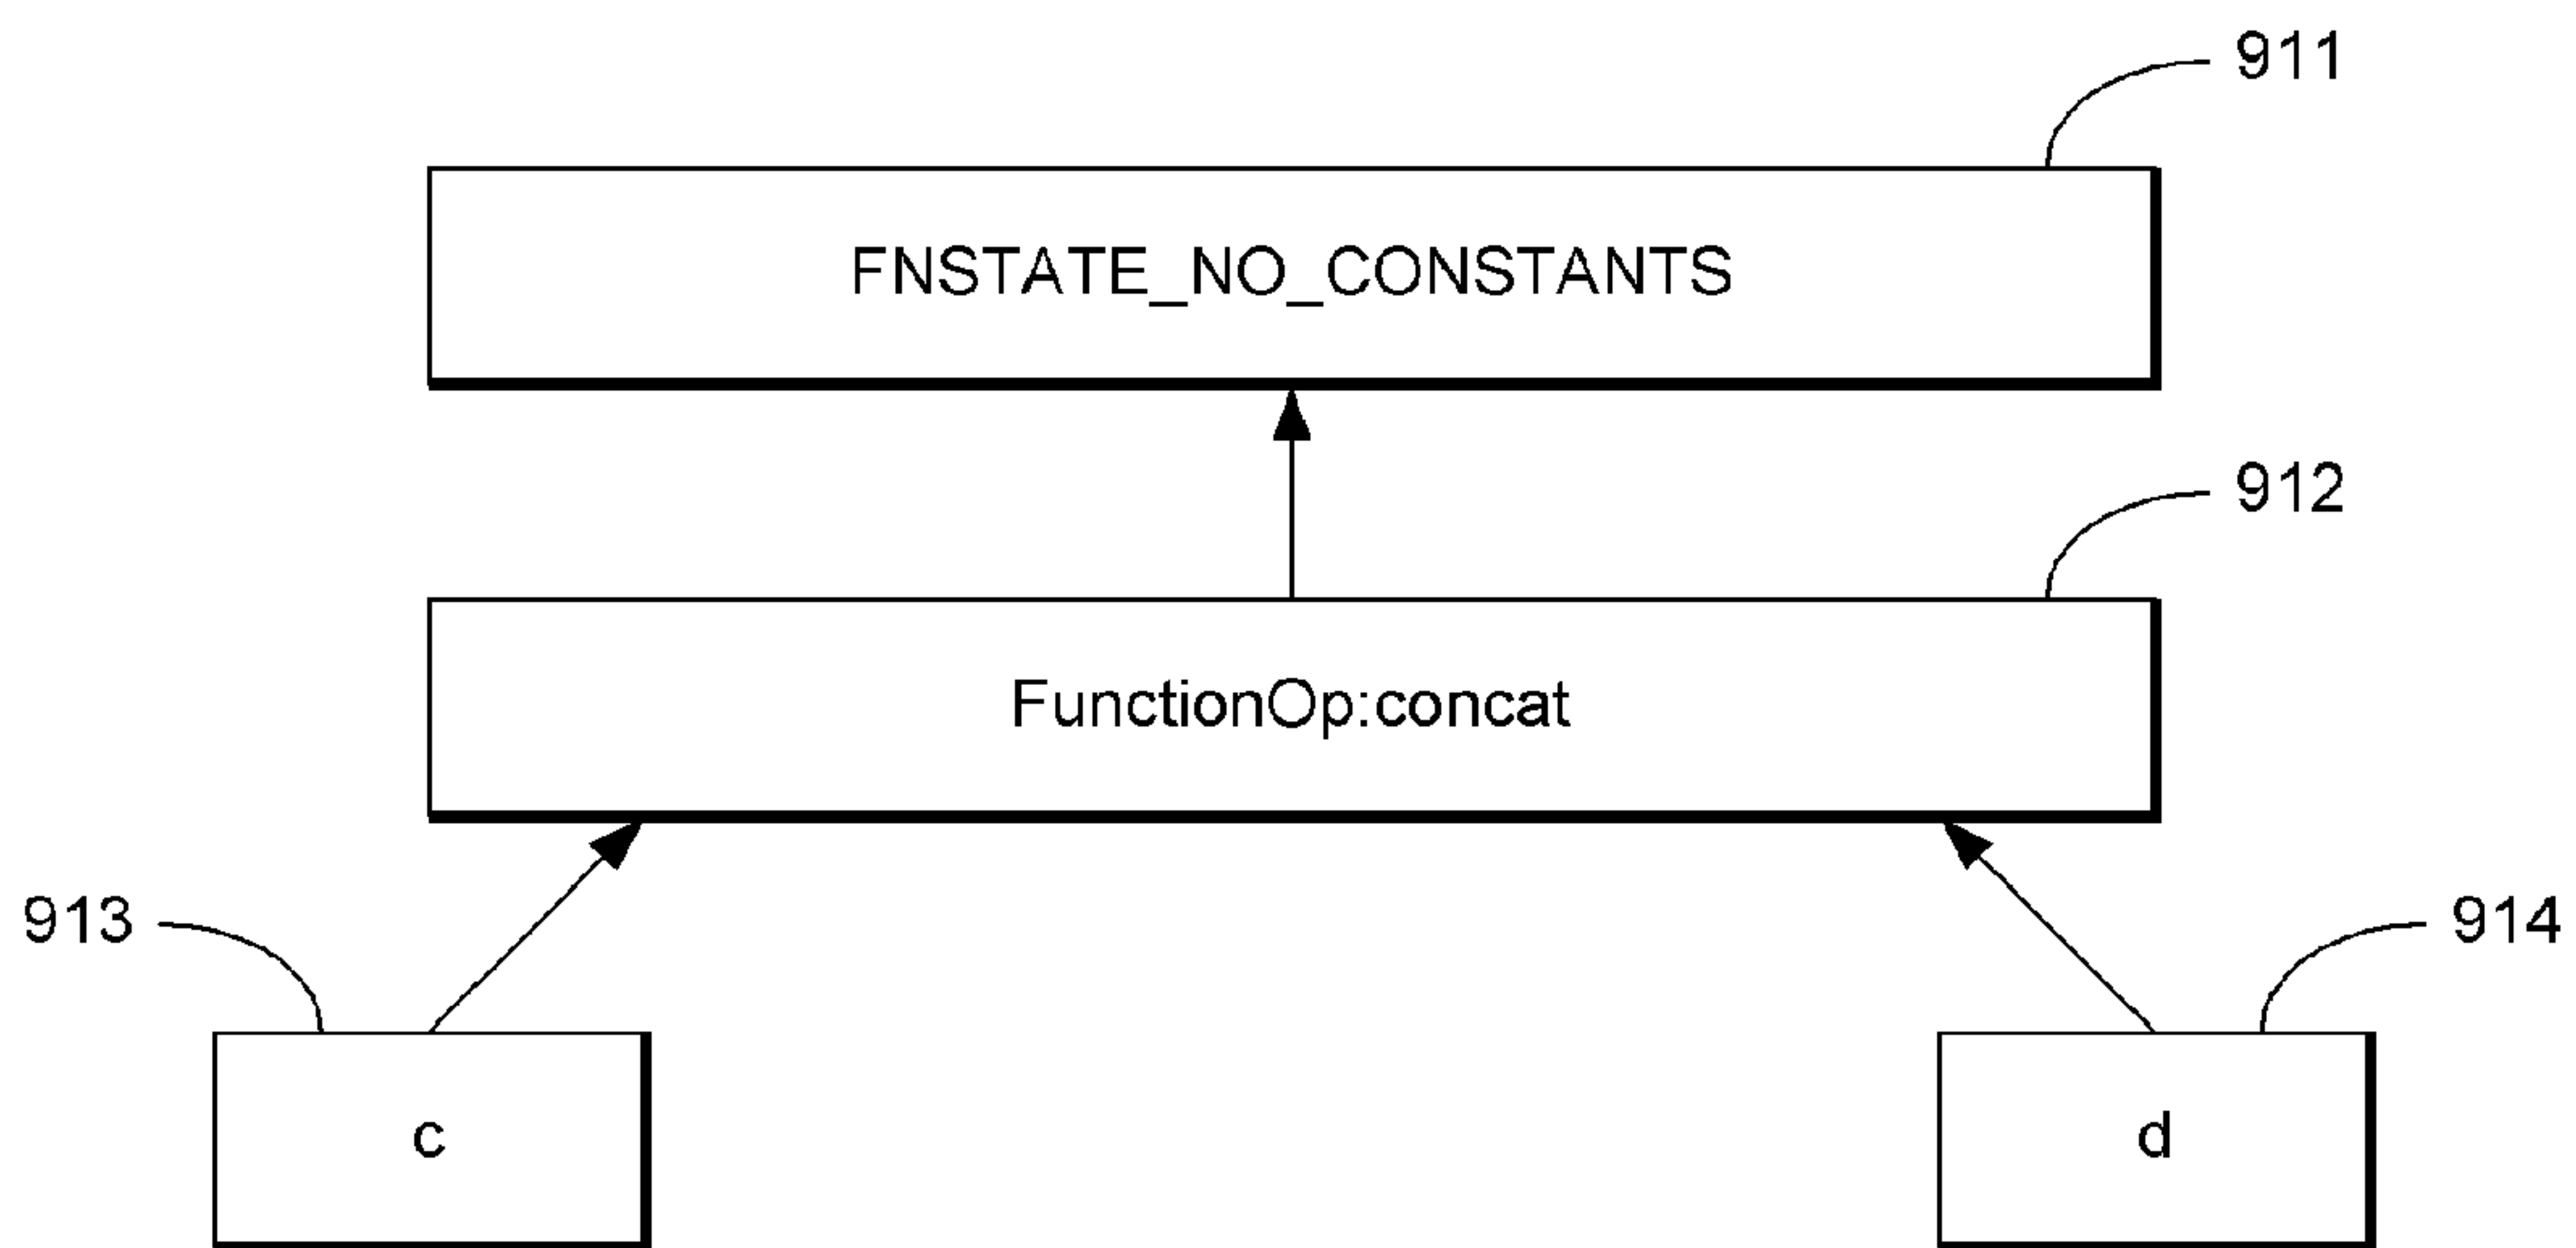 911
FNSTATE_NO_CONSTANTS
912
FunctionOp:concat
913
914
c
d